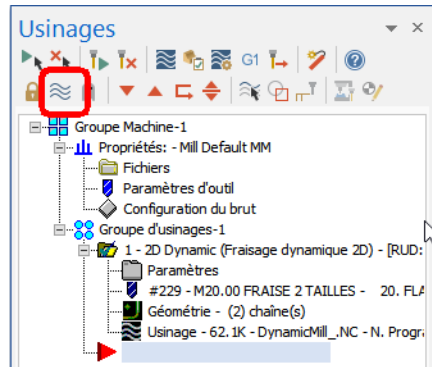 Usinages
G1
Groupe Machine-1
Propriétés: - Mill Default MM
Fichiers
Paramètres d'outil
Configuration du brut
Groupe d'usinages-1
1 - 2D Dynamic (Fraisage dynamique 2D) - [RUD:
Paramètres
#229 - M20.00 FRAISE 2 TAILLES - 20. FLA
Géométrie - (2) chaîne(s)
Usinage - 62.1K - DynamicMill_.NC - N. Progra